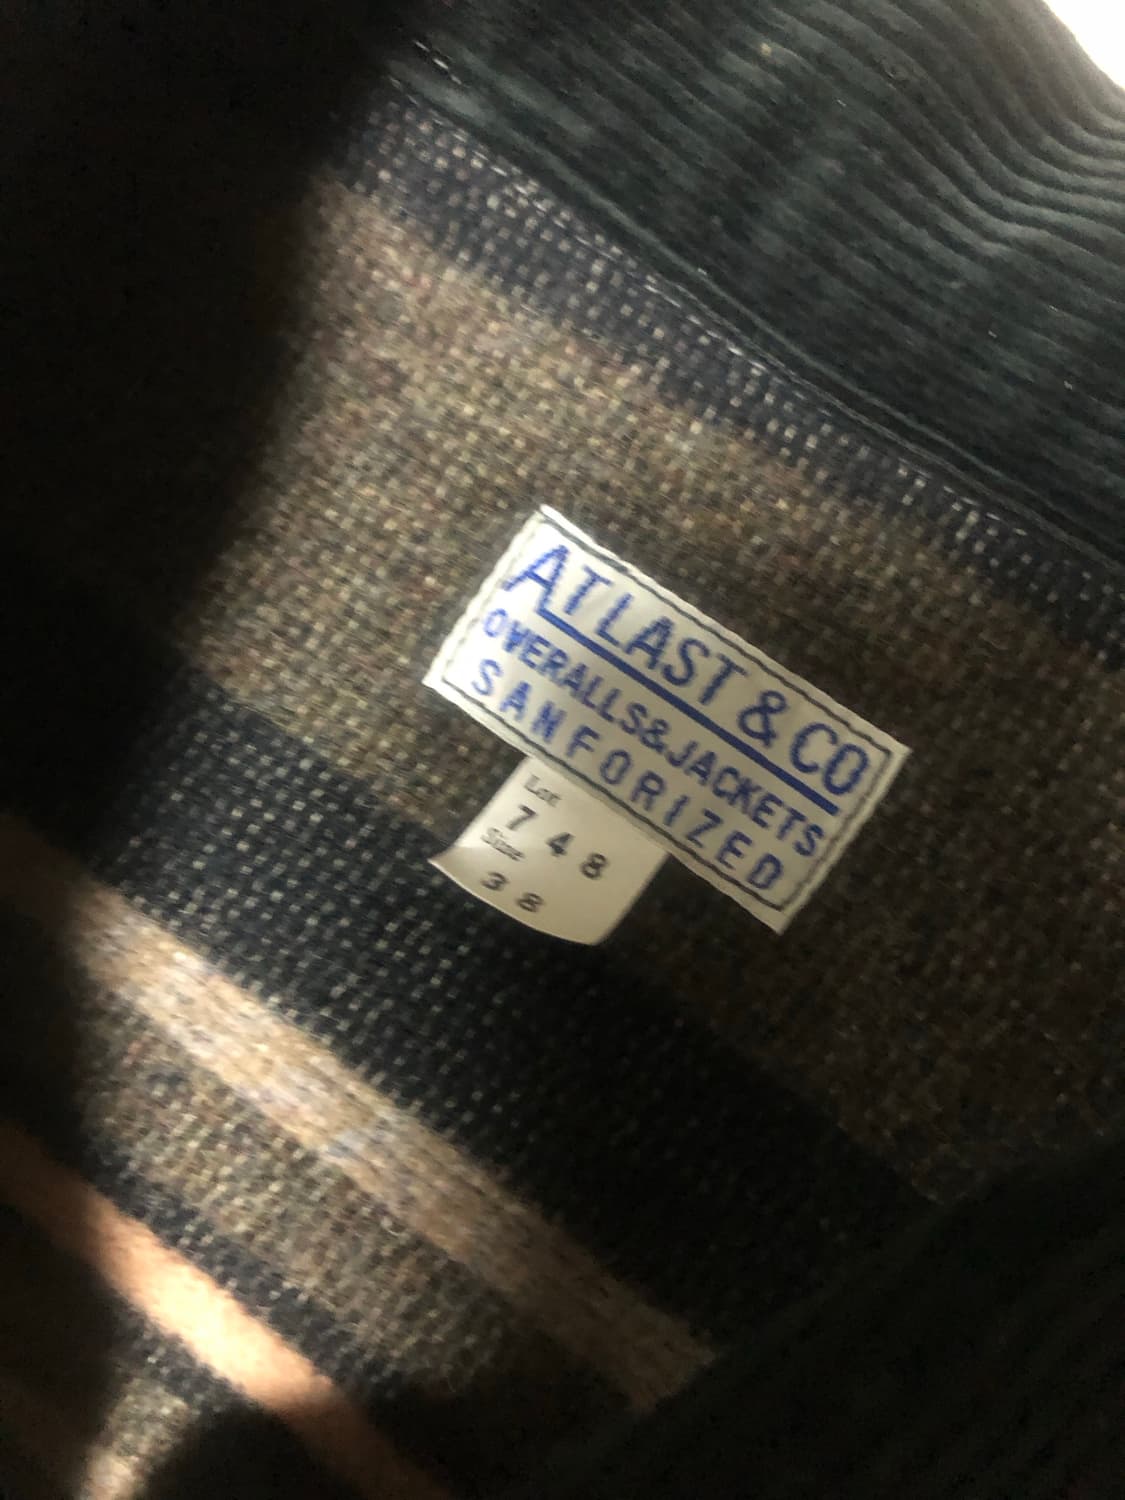 ATLAST & CO
OVERALLS&JACKETS
SANFORIZED
Lot
748
Size
38